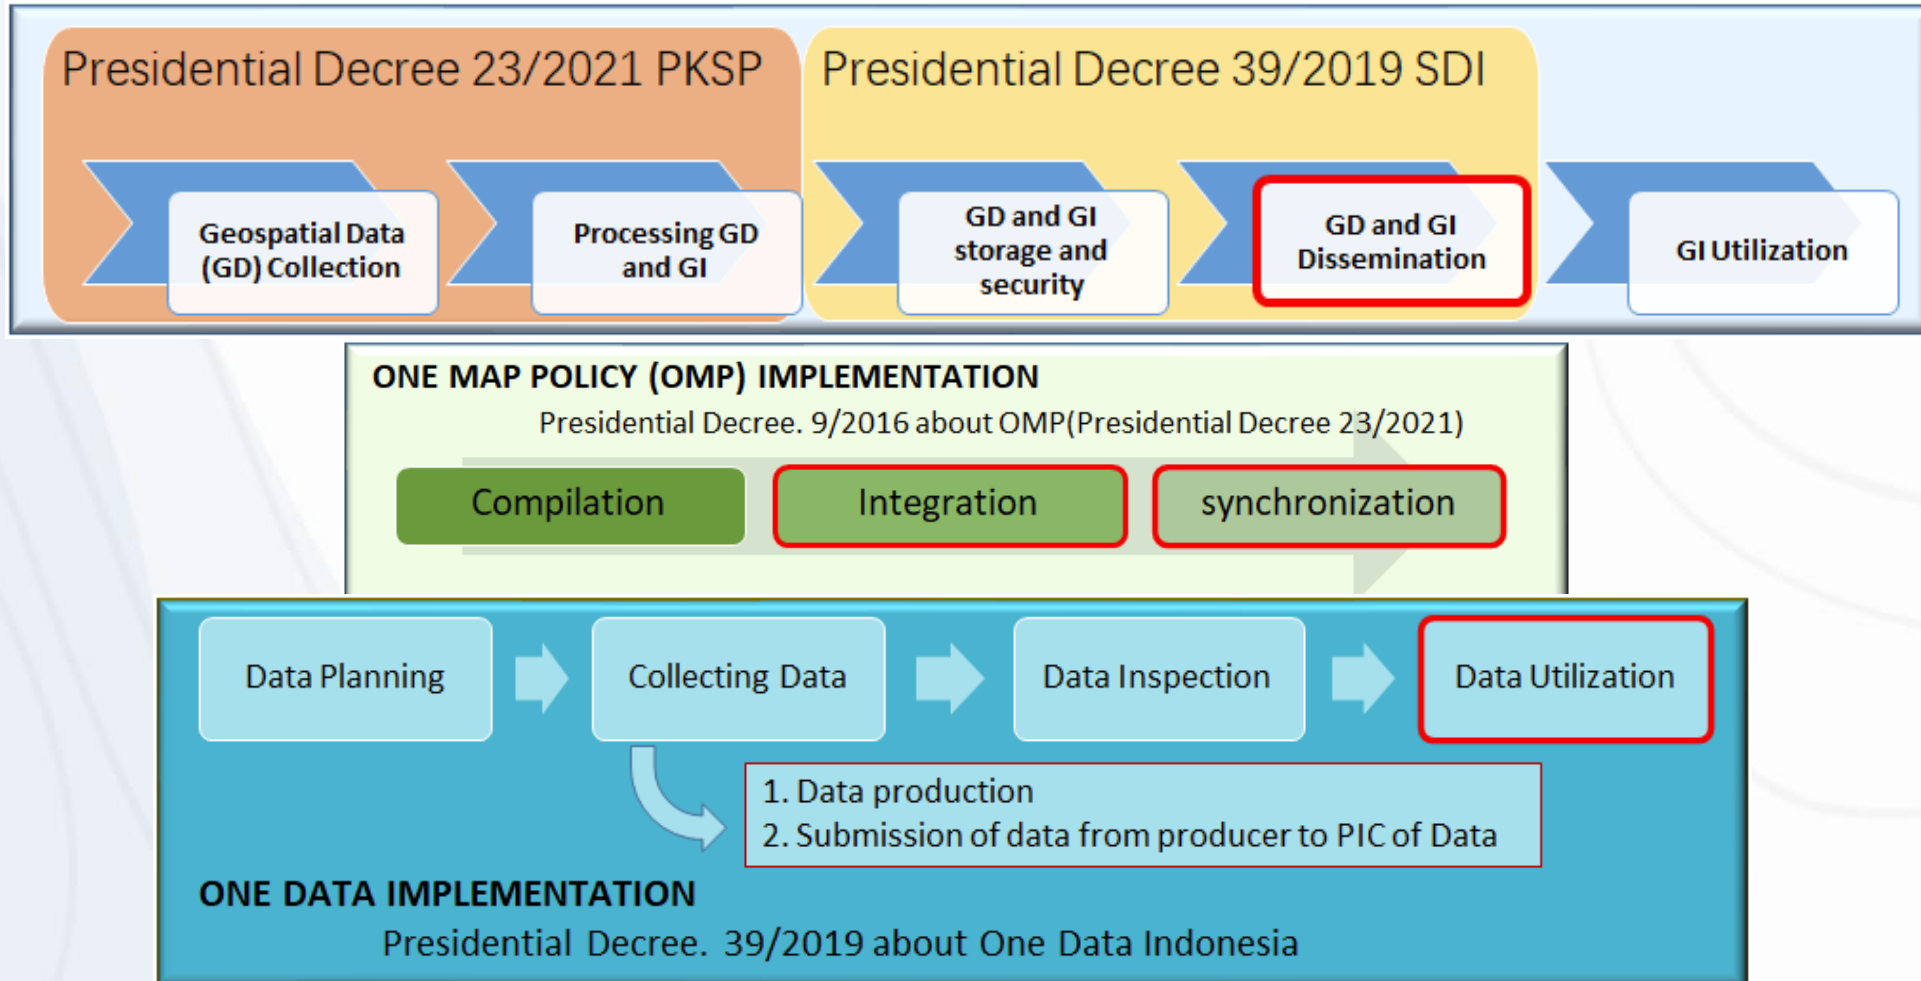 Presidential Decree 23/2021 PKSP
Presidential Decree 39/2019 SDI
Geospatial Data
(GD) Collection
Processing GD
and GI
GD and GI
storage and
security
GD and GI
Dissemination
GI Utilization
ONE MAP POLICY (OMP) IMPLEMENTATION
Presidential Decree. 9/2016 about OMP(Presidential Decree 23/2021)
Compilation
Integration
synchronization
Data Planning
Collecting Data
Data Inspection
Data Utilization
1. Data production
2. Submission of data from producer to PIC of Data
ONE DATA IMPLEMENTATION
Presidential Decree. 39/2019 about One Data Indonesia